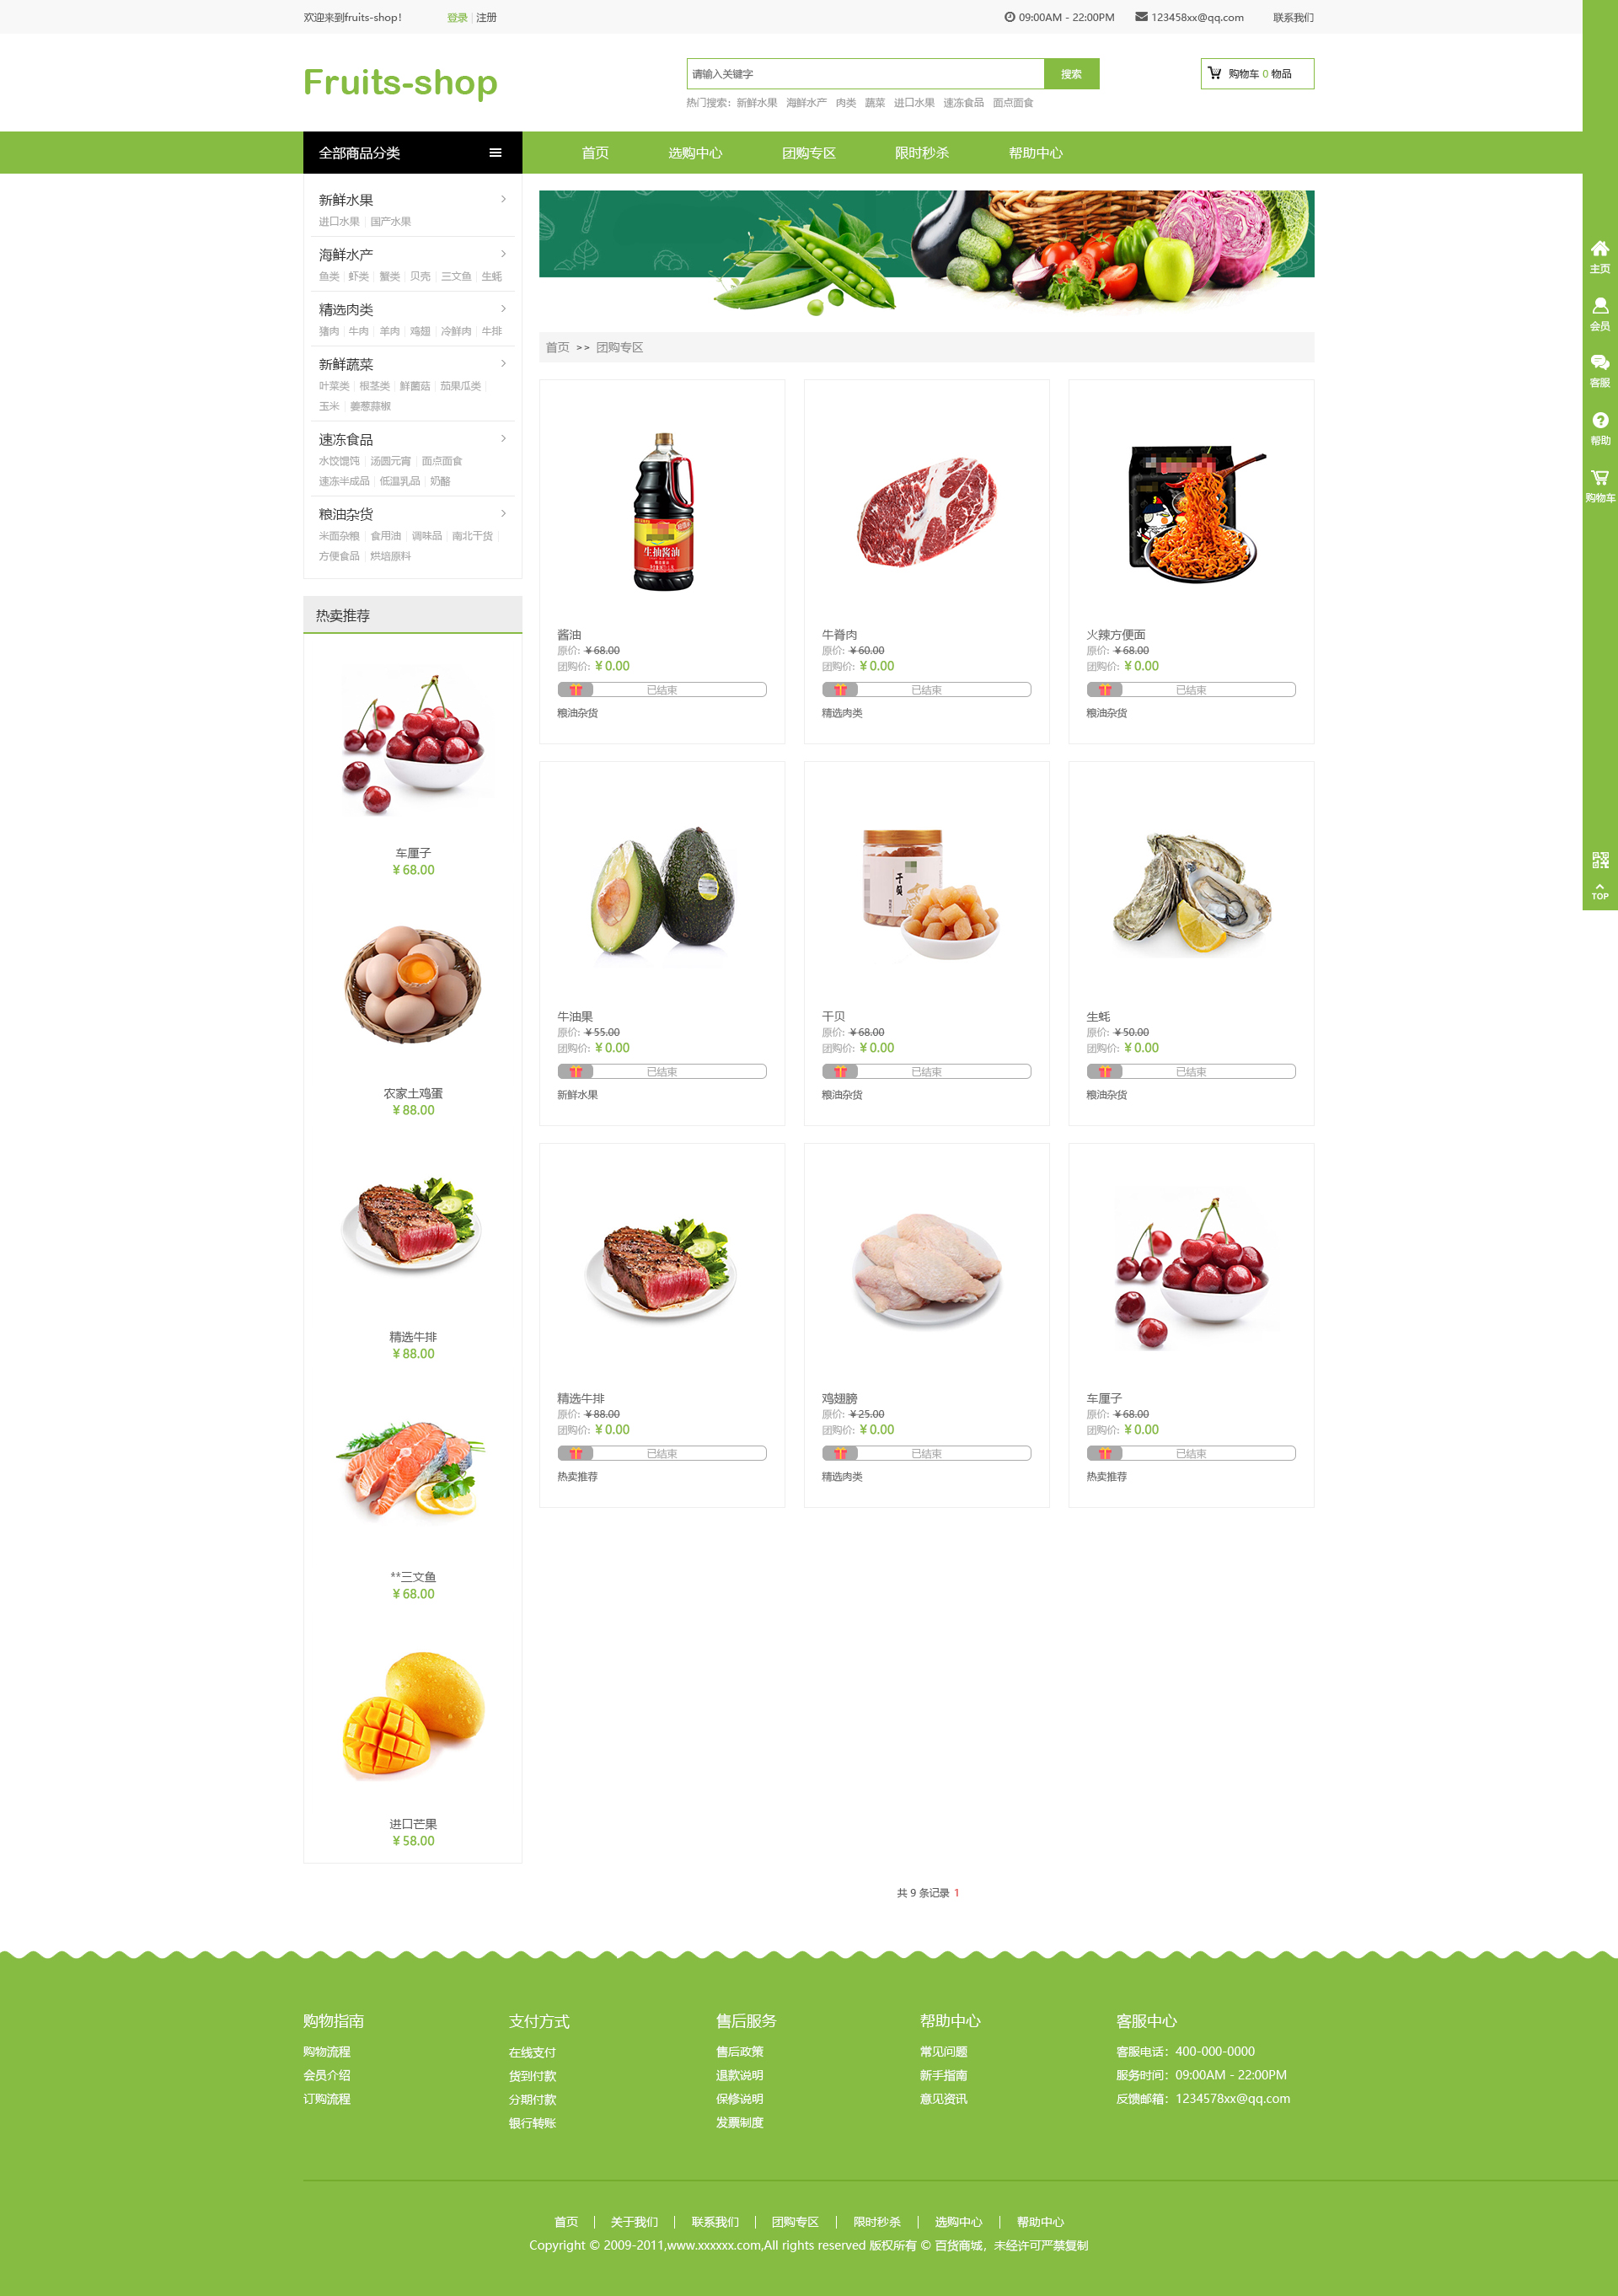 欢迎来到fruits-shop!
登录 | 注册
09:00AM - 22:00PM
123458xx@qq.com
联系我们
Fruits-shop
请输入关键字
搜索
购物车 0 物品
热门搜索: 新鲜水果 海鲜水产 肉类 蔬菜 进口水果 速冻食品 面点面食
全部商品分类
首页 选购中心 团购专区 限时秒杀 帮助中心
新鲜水果
进口水果 | 国产水果
海鲜水产
鱼类 | 虾类 | 蟹类 | 贝壳 | 三文鱼 | 生蚝
精选肉类
猪肉 | 牛肉 | 羊肉 | 鸡翅 | 冷鲜肉 | 牛排
新鲜蔬菜
叶菜类 | 根茎类 | 鲜菌菇 | 茄果瓜类 |
玉米 | 姜葱蒜椒
速冻食品
水饺馄饨 | 汤圆元宵 | 面点面食
速冻半成品 | 低温乳品 | 奶酪
粮油杂货
米面杂粮 | 食用油 | 调味品 | 南北干货 |
方便食品 | 烘培原料
热卖推荐
车厘子
¥68.00
农家土鸡蛋
¥88.00
精选牛排
¥88.00
**三文鱼
¥68.00
进口芒果
¥58.00
首页 >> 团购专区
生抽酱油
酱油
原价: ¥68.00
团购价: ¥0.00
已结束
粮油杂货
牛脊肉
原价: ¥60.00
团购价: ¥0.00
已结束
精选肉类
火辣方便面
原价: ¥68.00
团购价: ¥0.00
已结束
粮油杂货
牛油果
原价: ¥55.00
团购价: ¥0.00
已结束
新鲜水果
干貝
干贝
原价: ¥68.00
团购价: ¥0.00
已结束
粮油杂货
生蚝
原价: ¥50.00
团购价: ¥0.00
已结束
粮油杂货
精选牛排
原价: ¥88.00
团购价: ¥0.00
已结束
热卖推荐
鸡翅膀
原价: ¥25.00
团购价: ¥0.00
已结束
精选肉类
车厘子
原价: ¥68.00
团购价: ¥0.00
已结束
热卖推荐
共 9 条记录 1
主页
会员
客服
帮助
购物车
TOP
购物指南
购物流程
会员介绍
订购流程
支付方式
在线支付
货到付款
分期付款
银行转账
售后服务
售后政策
退款说明
保修说明
发票制度
帮助中心
常见问题
新手指南
意见资讯
客服中心
客服电话：400-000-0000
服务时间：09:00AM - 22:00PM
反馈邮箱：1234578xx@qq.com
首页 | 关于我们 | 联系我们 | 团购专区 | 限时秒杀 | 选购中心 | 帮助中心
Copyright © 2009-2011,www.xxxxxx.com,All rights reserved 版权所有 © 百货商城，未经许可严禁复制